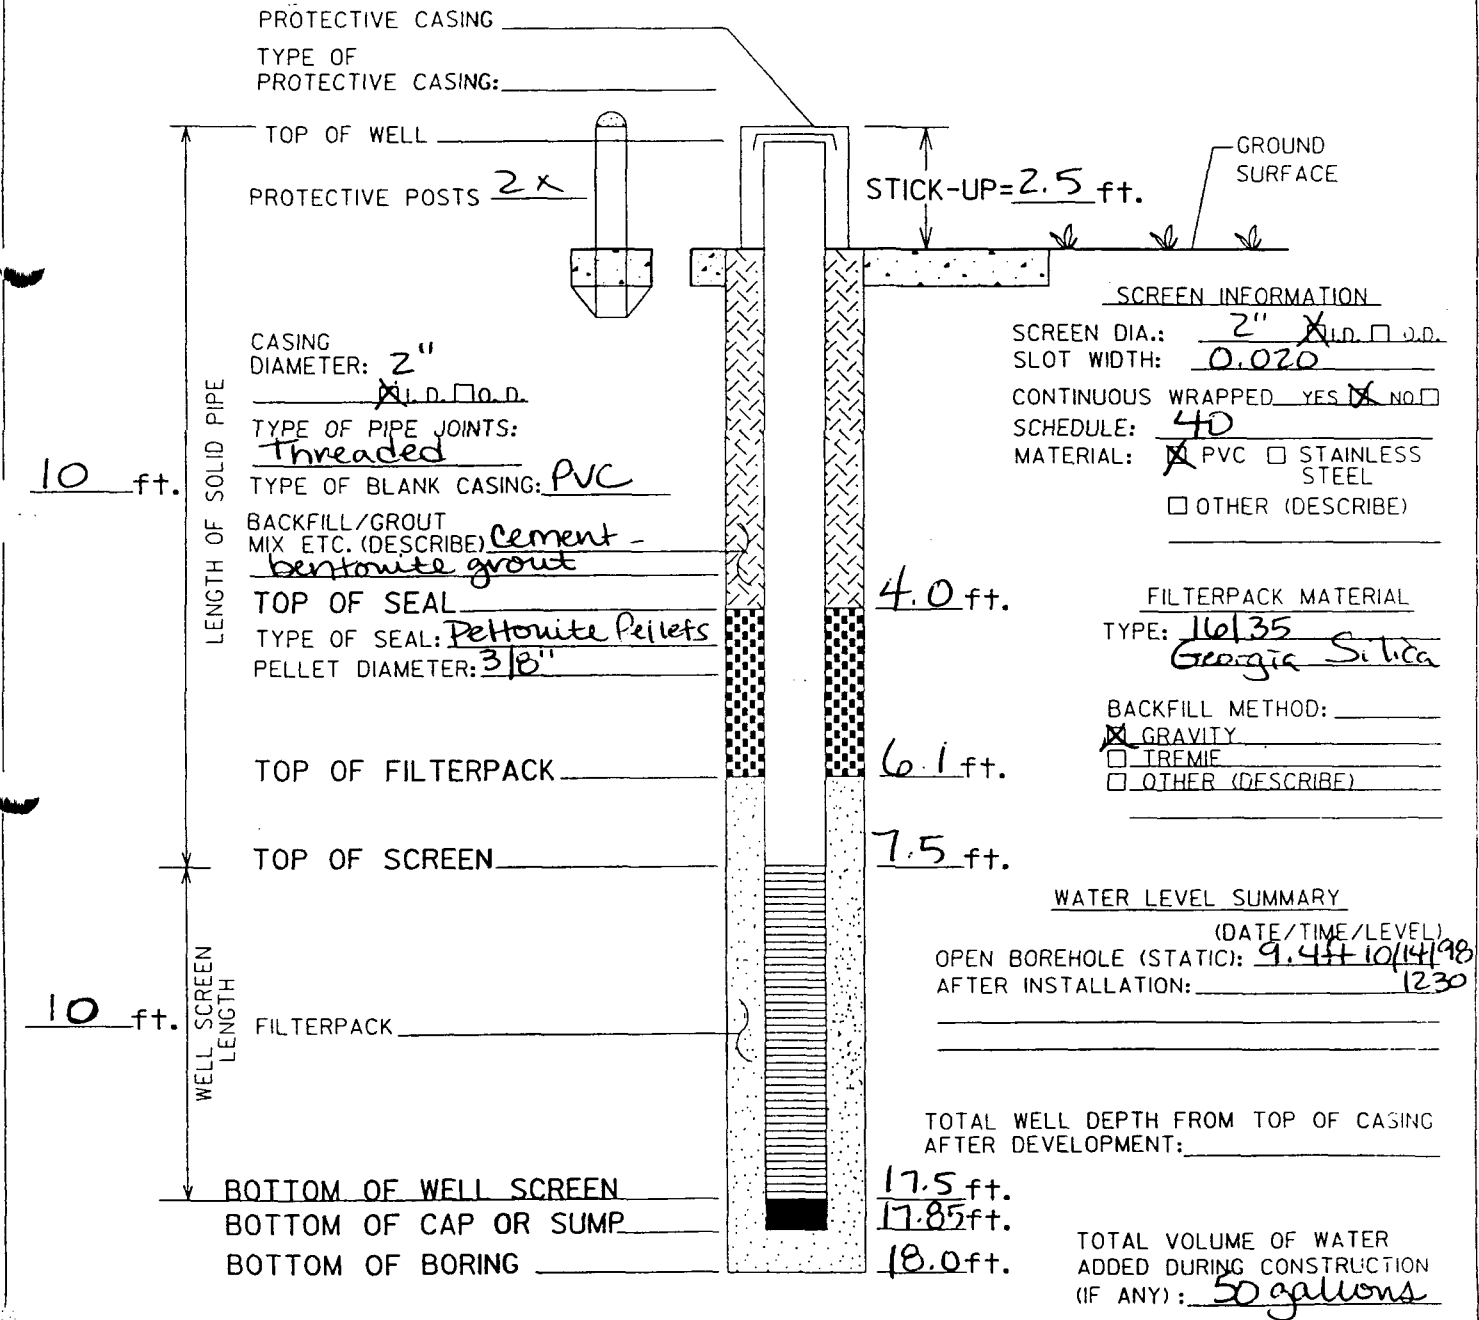 PROTECTIVE CASING
TYPE OF
PROTECTIVE CASING:
TOP OF WELL
PROTECTIVE POSTS 2x
STICK-UP= 2.5 ft.
GROUND
SURFACE
CASING
DIAMETER: 2"
I.D. O.D.
TYPE OF PIPE JOINTS:
Threaded
TYPE OF BLANK CASING: PVC
BACKFILL/GROUT
MIX ETC. (DESCRIBE) Cement -
bentonite grout
TOP OF SEAL
4.0 ft.
TYPE OF SEAL: Peltonite Pellets
PELLET DIAMETER: 3/8"
TOP OF FILTERPACK
6.1 ft.
TOP OF SCREEN
7.5 ft.
10 ft.
LENGTH OF SOLID PIPE
10 ft.
WELL SCREEN
LENGTH
FILTERPACK
BOTTOM OF WELL SCREEN
17.5 ft.
BOTTOM OF CAP OR SUMP
17.85 ft.
BOTTOM OF BORING
18.0 ft.
SCREEN INFORMATION
SCREEN DIA.: 2" I.D. O.D.
SLOT WIDTH: 0.020
CONTINUOUS WRAPPED YES NO
SCHEDULE: 40
MATERIAL: PVC STAINLESS
STEEL
OTHER (DESCRIBE)
FILTERPACK MATERIAL
TYPE: 16/35
Georgia Silica
BACKFILL METHOD:
GRAVITY
TREMIE
OTHER (DESCRIBE)
WATER LEVEL SUMMARY
(DATE/TIME/LEVEL)
OPEN BOREHOLE (STATIC): 9.4ft 10/14/98
AFTER INSTALLATION: 1230
TOTAL WELL DEPTH FROM TOP OF CASING
AFTER DEVELOPMENT:
TOTAL VOLUME OF WATER
ADDED DURING CONSTRUCTION
(IF ANY): 50 gallons